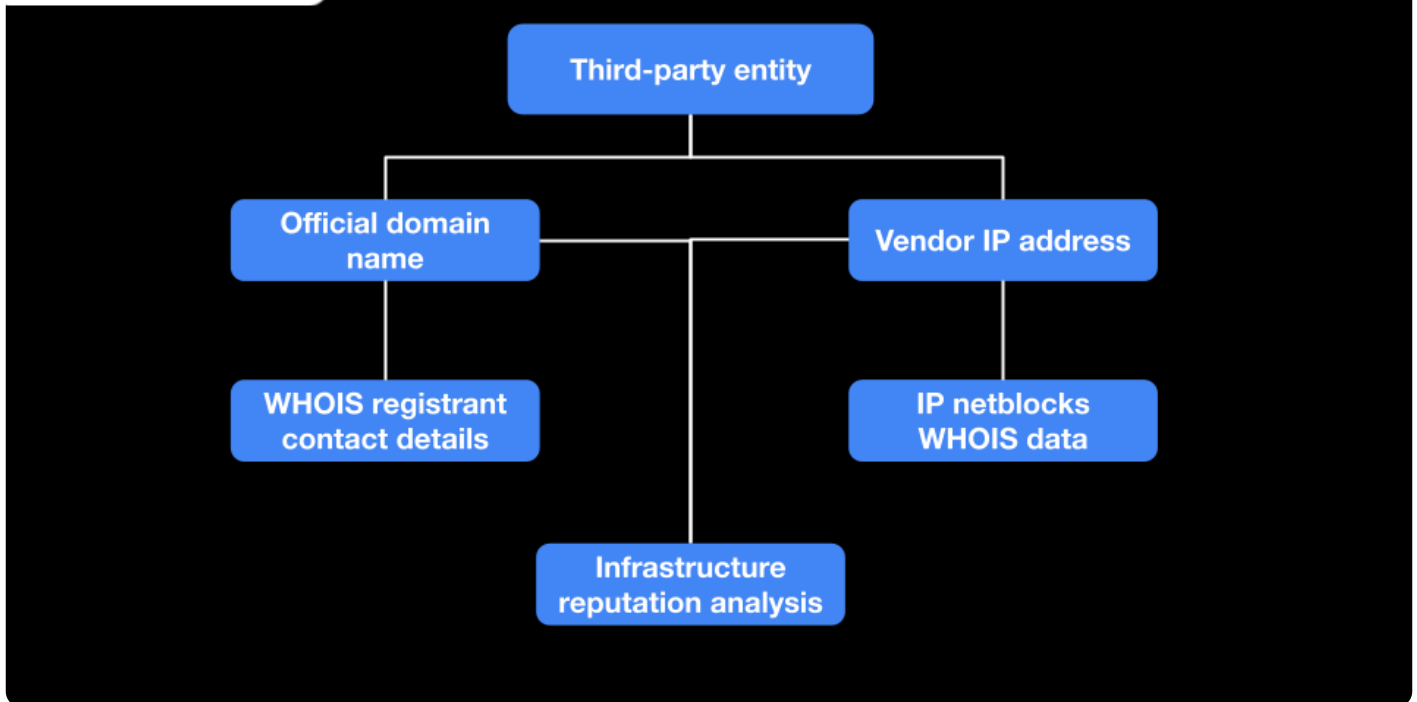 Third-party entity
Official domain
name
Vendor IP address
WHOIS registrant
contact details
IP netblocks
WHOIS data
Infrastructure
reputation analysis